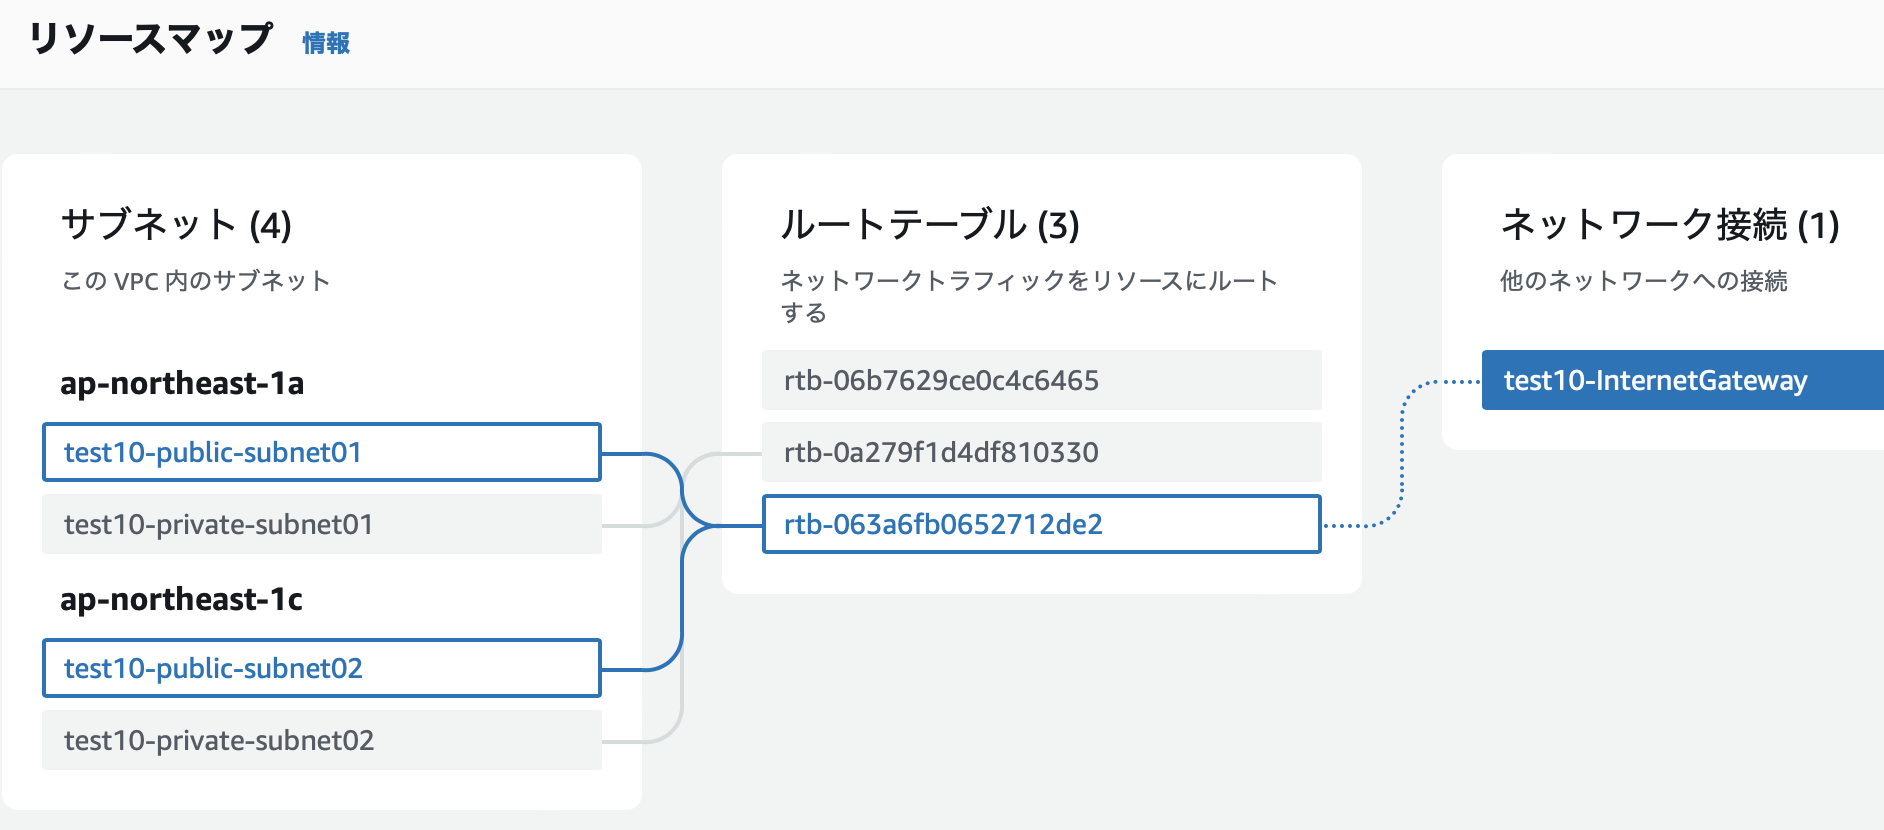 リソースマップ 情報
サブネット (4)
この VPC 内のサブネット
ap-northeast-1a
test10-public-subnet01
test10-private-subnet01
ap-northeast-1c
test10-public-subnet02
test10-private-subnet02
ルートテーブル (3)
ネットワークトラフィックをリソースにルート
する
rtb-06b7629ce0c4c6465
rtb-0a279f1d4df810330
rtb-063a6fb0652712de2
ネットワーク接続 (1)
他のネットワークへの接続
test10-InternetGateway